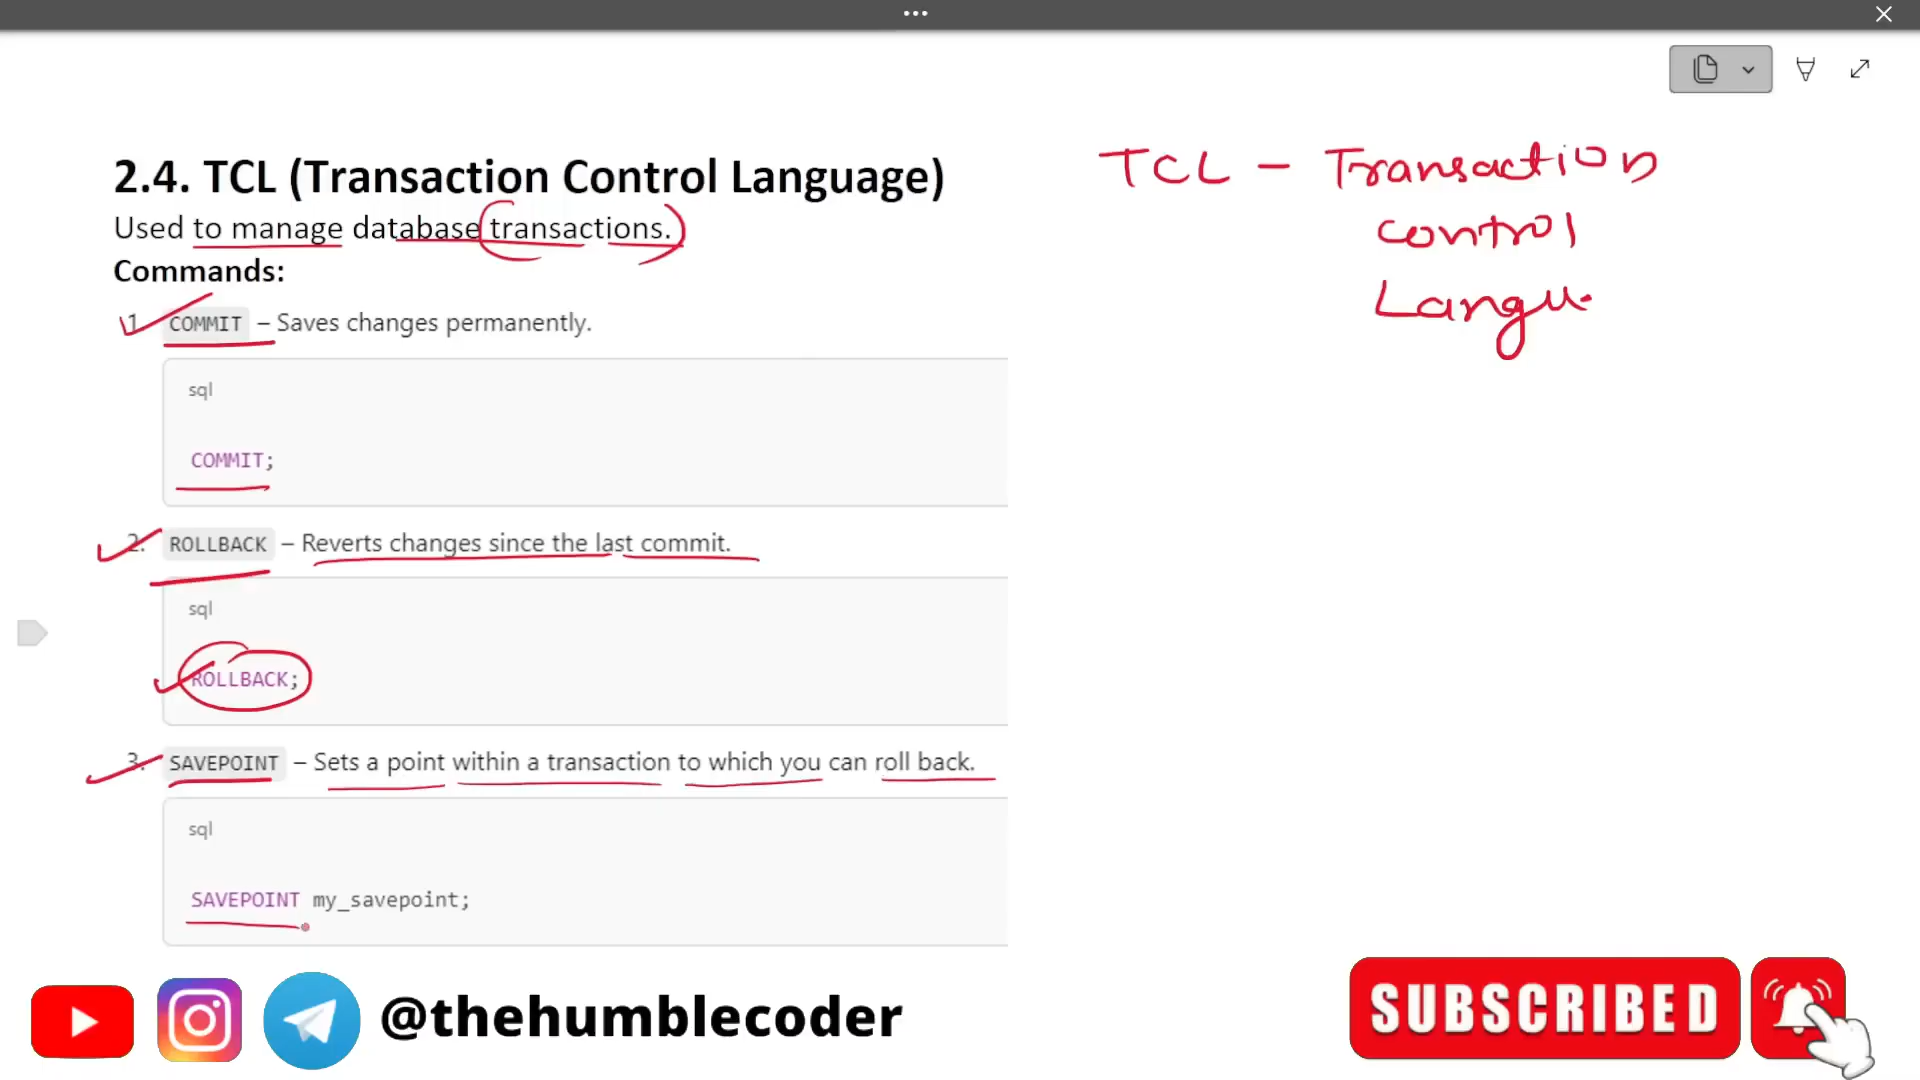 2.4. TCL (Transaction Control Language)
Used to manage database transactions.
Commands:
1. COMMIT – Saves changes permanently.
sql
COMMIT;
2. ROLLBACK – Reverts changes since the last commit.
sql
ROLLBACK;
3. SAVEPOINT – Sets a point within a transaction to which you can roll back.
sql
SAVEPOINT my_savepoint;
TCL - Transaction
control
Langu
@thehumblecoder
SUBSCRIBED